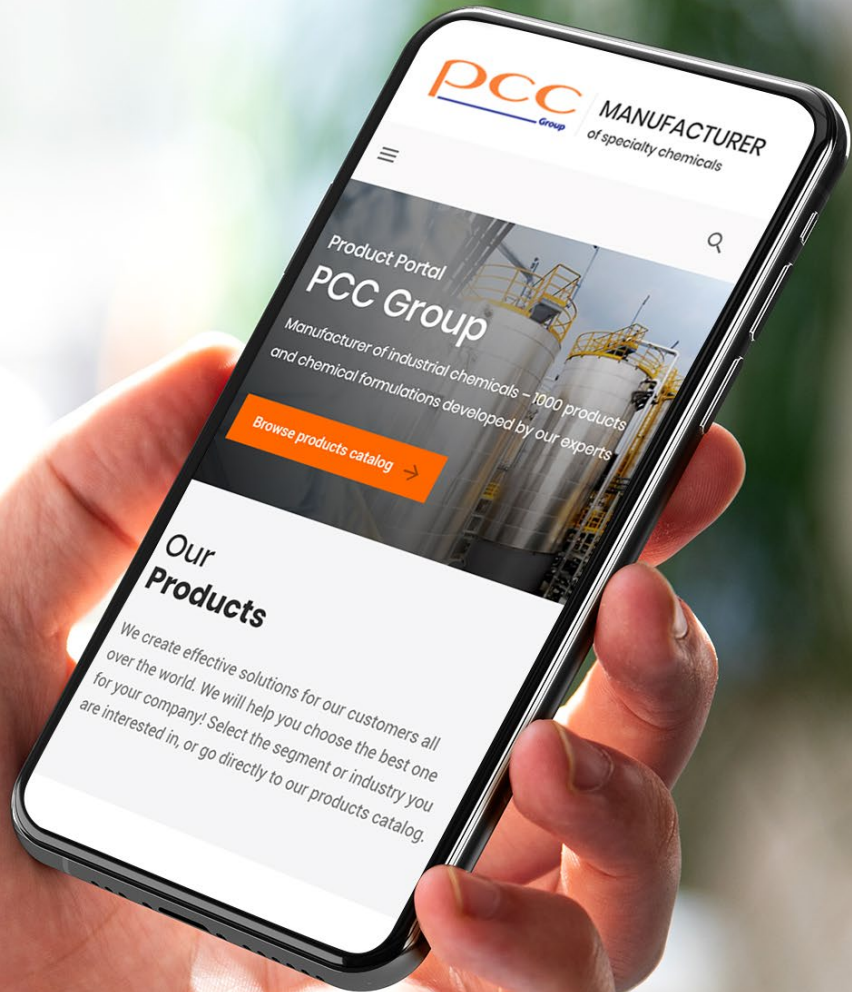 pcc
Group
MANUFACTURER
of specialty chemicals
Product Portal
PCC Group
Manufacturer of industrial chemicals – 1000 products
and chemical formulations developed by our experts
Browse products catalog
Our
Products
We create effective solutions for our customers all
over the world. We will help you choose the best one
for your company! Select the segment or industry you
are interested in, or go directly to our products catalog.